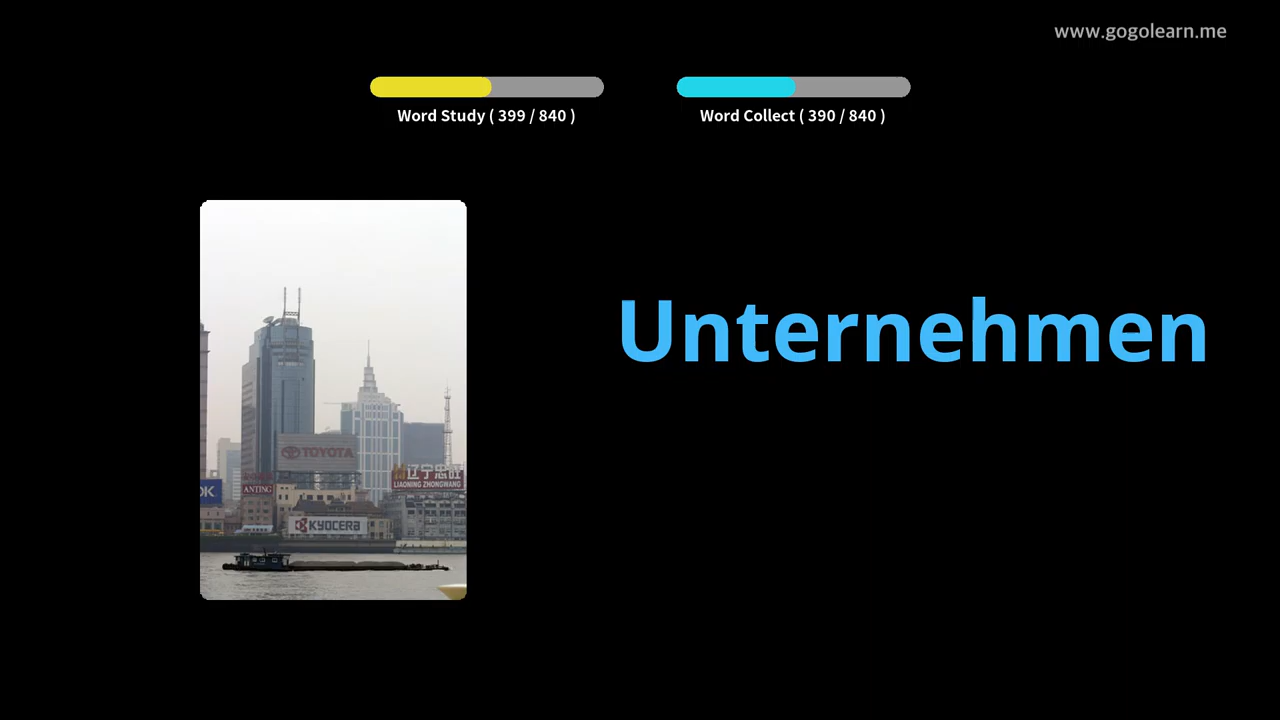 www.gogolearn.me
Word Study ( 399 / 840 )
Word Collect ( 390 / 840 )
Unternehmen
TOYOTA
辽宁忠旺
LIAONING ZHONGWANG
ANTING
OK
KYOCERA